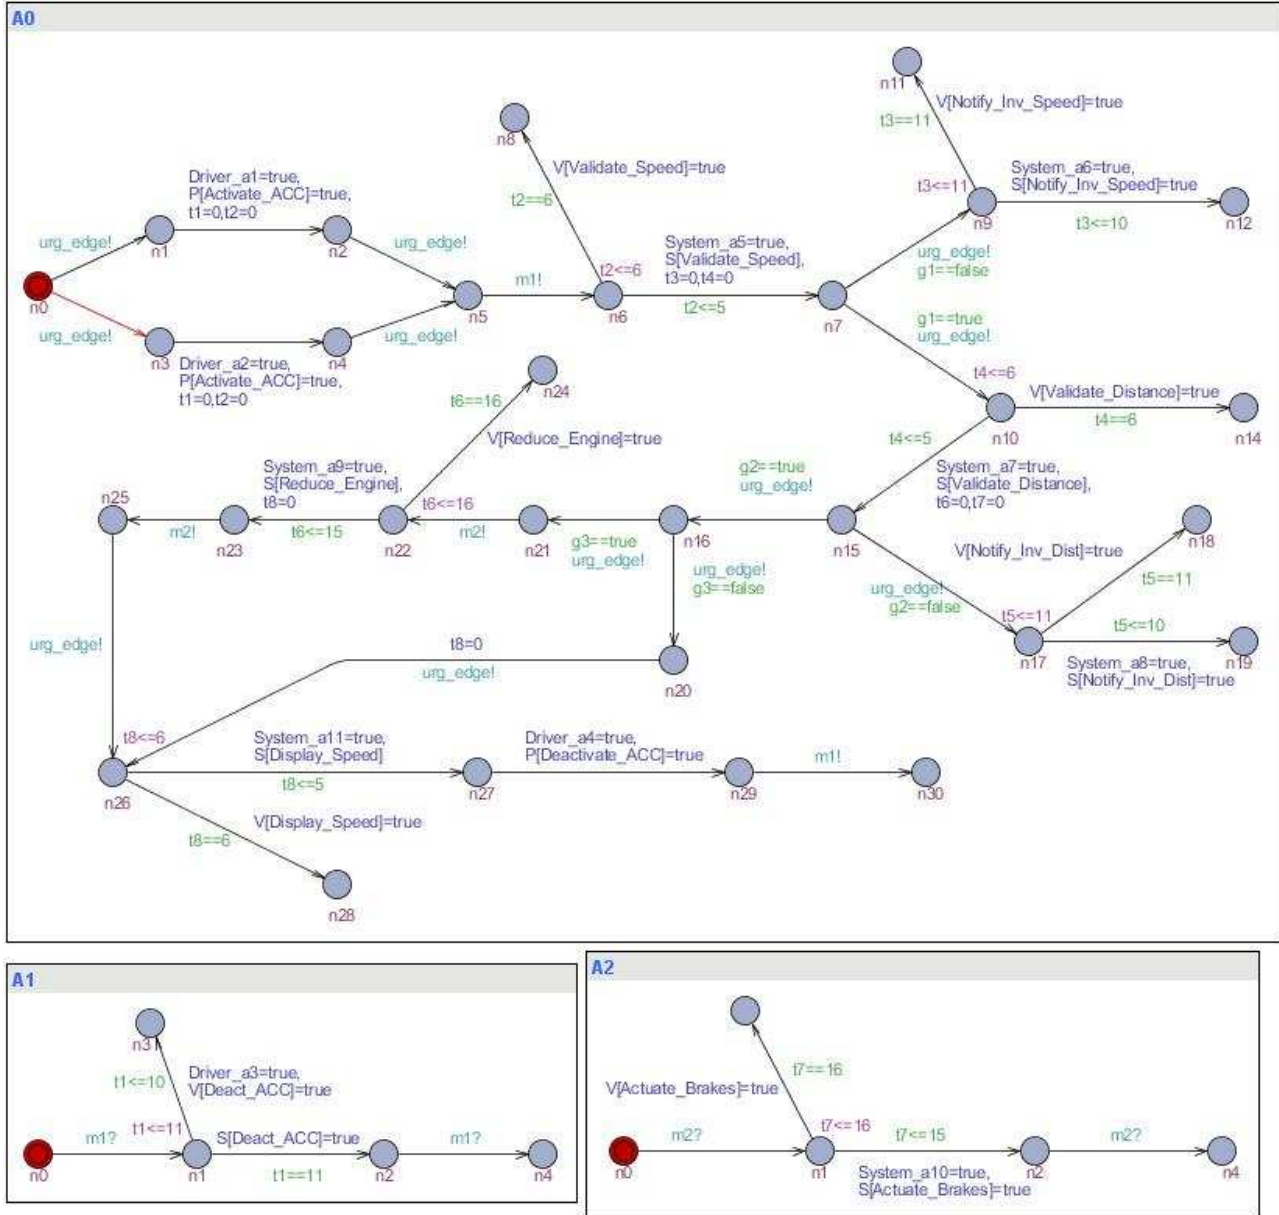 A0
n11
V[Notify_Inv_Speed]=true
t3==11
n8
V[Validate_Speed]=true
t2==6
Driver_a1=true,
P[Activate_ACC]=true,
t1=0,t2=0
System_a6=true,
S[Notify_Inv_Speed]=true
t3<=11
n9
t3<=10
n12
urg_edge!
n1
n2
urg_edge!
System_a5=true,
S[Validate_Speed],
t3=0,t4=0
urg_edge!
g1==false
n0
m1!
t2<=6
n5
n6
t2<=5
n7
g1==true
urg_edge!
urg_edge!
n3
n4
urg_edge!
Driver_a2=true,
P[Activate_ACC]=true,
t1=0,t2=0
t4<=6
V[Validate_Distance]=true
n10
t4==6
n14
t6==16
n24
V[Reduce_Engine]=true
t4<=5
System_a7=true,
S[Validate_Distance],
t6=0,t7=0
System_a9=true,
S[Reduce_Engine],
t8=0
g2==true
urg_edge!
n25
t6<=16
m2!
n23
t6<=15
n22
m2!
n21
g3==true
urg_edge!
n16
n15
V[Notify_Inv_Dist]=true
n18
t5==11
urg_edge!
g3==false
urg_edge!
g2==false
t5<=11
t5<=10
n17
System_a8=true,
S[Notify_Inv_Dist]=true
n19
urg_edge!
t8=0
urg_edge!
n20
t8<=6
System_a11=true,
S[Display_Speed]
Driver_a4=true,
P[Deactivate_ACC]=true
m1!
n26
t8<=5
n27
n29
n30
V[Display_Speed]=true
t8==6
n28
A1
n3
t1<=10
Driver_a3=true,
V[Deact_ACC]=true
m1?
t1<=11
S[Deact_ACC]=true
m1?
n0
n1
t1==11
n2
n4
A2
t7==16
V[Actuate_Brakes]=true
m2?
t7<=16
t7<=15
m2?
n0
n1
System_a10=true,
S[Actuate_Brakes]=true
n2
n4